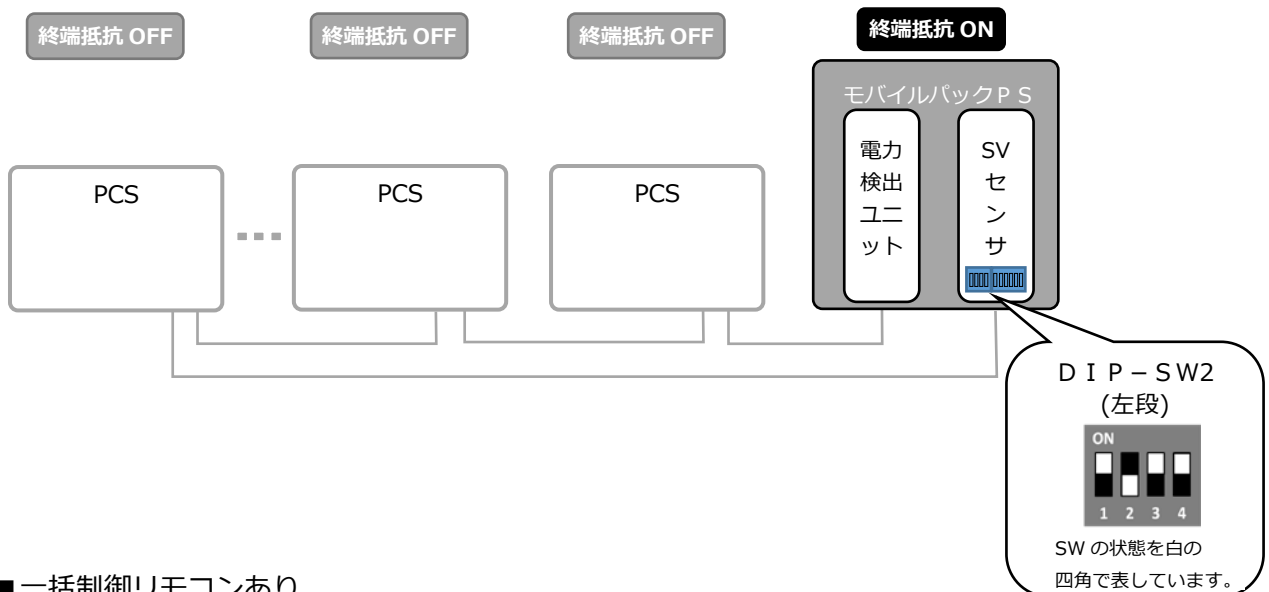 終端抵抗 OFF
終端抵抗 OFF
終端抵抗 OFF
終端抵抗 ON
モバイルパックＰＳ
PCS
PCS
PCS
電力
検出
ユニ
ット
SV
セ
ン
サ
ＤＩＰ－ＳＷ2
(左段)
ON
1 2 3 4
SW の状態を白の
四角で表しています。
■一括制御リモコンあり